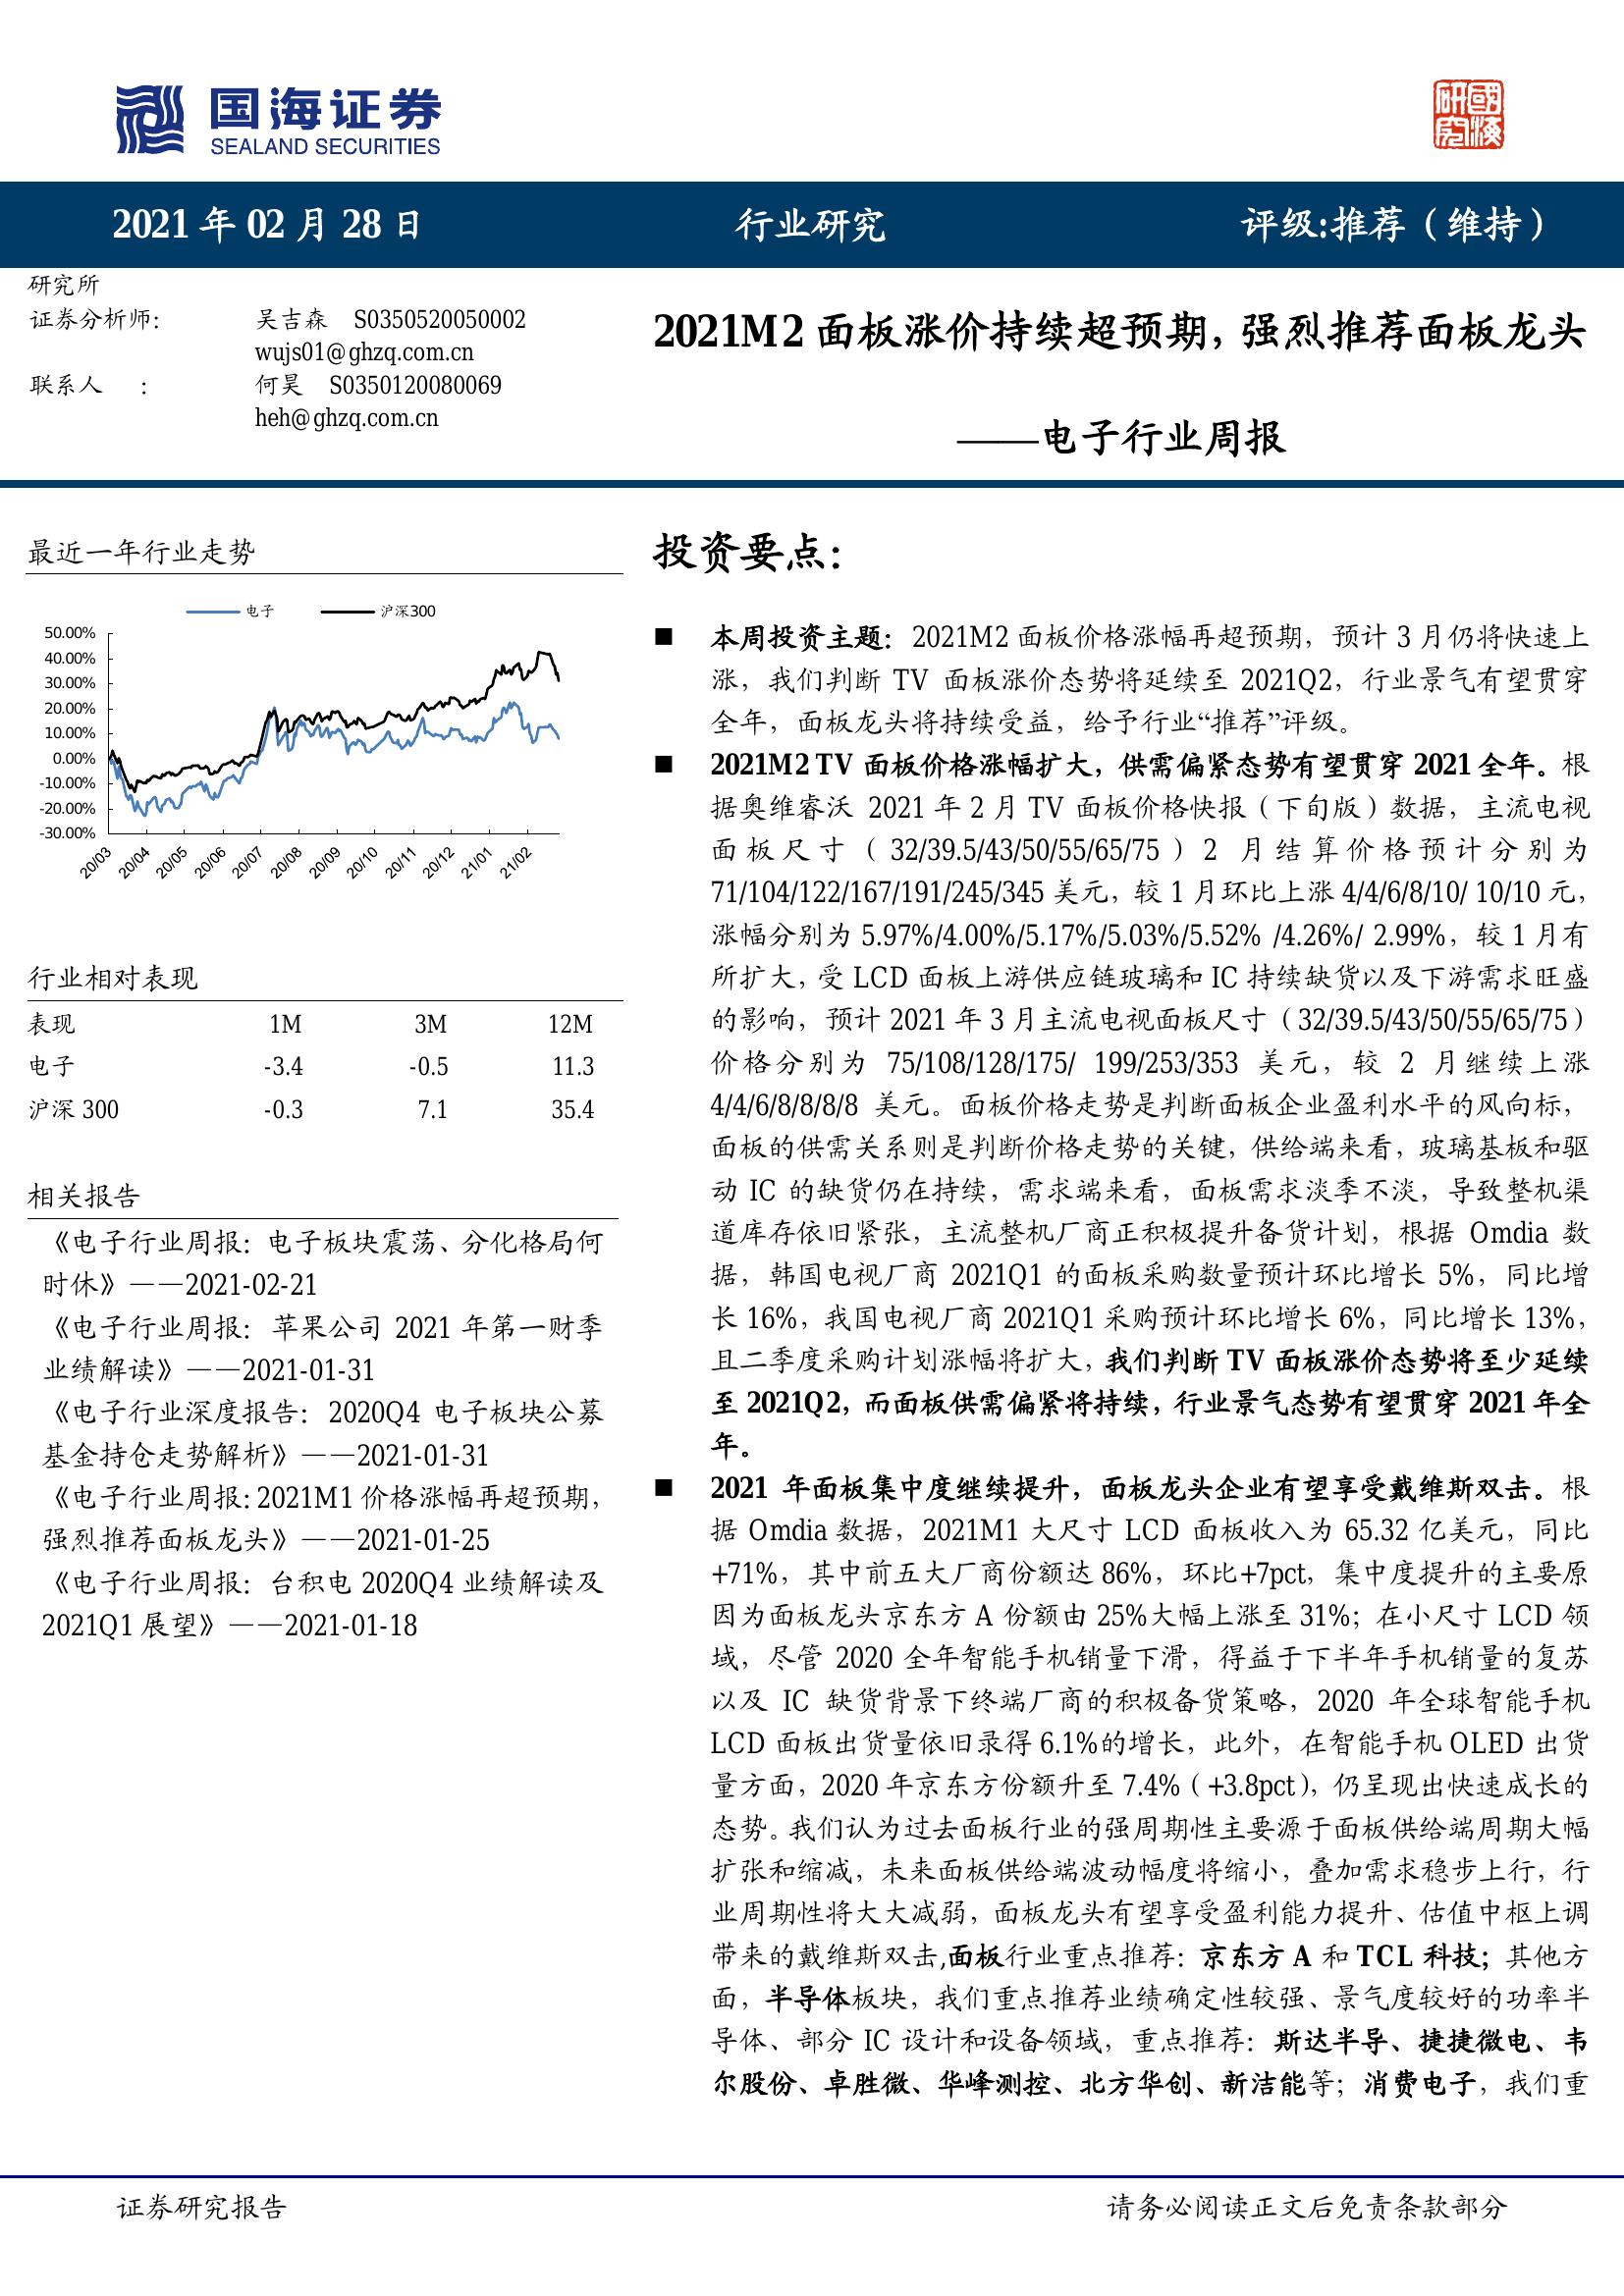 国海证券
SEALAND SECURITIES
國海研究
2021 年 02 月 28 日
行业研究
评级:推荐（维持）
研究所
证券分析师: 吴吉森 S0350520050002
wujs01@ghzq.com.cn
联系人 : 何昊 S0350120080069
heh@ghzq.com.cn
2021M2 面板涨价持续超预期，强烈推荐面板龙头
——电子行业周报
最近一年行业走势
电子 沪深300
50.00%
40.00%
30.00%
20.00%
10.00%
0.00%
-10.00%
-20.00%
-30.00%
20/03 20/04 20/05 20/06 20/07 20/08 20/09 20/10 20/11 20/12 21/01 21/02
行业相对表现
表现 1M 3M 12M
电子 -3.4 -0.5 11.3
沪深 300 -0.3 7.1 35.4
相关报告
《电子行业周报：电子板块震荡、分化格局何
时休》——2021-02-21
《电子行业周报：苹果公司 2021 年第一财季
业绩解读》——2021-01-31
《电子行业深度报告：2020Q4 电子板块公募
基金持仓走势解析》——2021-01-31
《电子行业周报：2021M1 价格涨幅再超预期，
强烈推荐面板龙头》——2021-01-25
《电子行业周报：台积电 2020Q4 业绩解读及
2021Q1 展望》——2021-01-18
投资要点：
■ 本周投资主题：2021M2 面板价格涨幅再超预期，预计 3 月仍将快速上
涨，我们判断 TV 面板涨价态势将延续至 2021Q2，行业景气有望贯穿
全年，面板龙头将持续受益，给予行业“推荐”评级。
■ 2021M2 TV 面板价格涨幅扩大，供需偏紧态势有望贯穿 2021 全年。根
据奥维睿沃 2021 年 2 月 TV 面板价格快报（下旬版）数据，主流电视
面板尺寸（32/39.5/43/50/55/65/75）2 月结算价格预计分别为
71/104/122/167/191/245/345 美元，较 1 月环比上涨 4/4/6/8/10/ 10/10 元，
涨幅分别为 5.97%/4.00%/5.17%/5.03%/5.52% /4.26%/ 2.99%，较 1 月有
所扩大，受 LCD 面板上游供应链玻璃和 IC 持续缺货以及下游需求旺盛
的影响，预计 2021 年 3 月主流电视面板尺寸（32/39.5/43/50/55/65/75）
价格分别为 75/108/128/175/ 199/253/353 美元，较 2 月继续上涨
4/4/6/8/8/8/8 美元。面板价格走势是判断面板企业盈利水平的风向标，
面板的供需关系则是判断价格走势的关键，供给端来看，玻璃基板和驱
动 IC 的缺货仍在持续，需求端来看，面板需求淡季不淡，导致整机渠
道库存依旧紧张，主流整机厂商正积极提升备货计划，根据 Omdia 数
据，韩国电视厂商 2021Q1 的面板采购数量预计环比增长 5%，同比增
长 16%，我国电视厂商 2021Q1 采购预计环比增长 6%，同比增长 13%，
且二季度采购计划涨幅将扩大，我们判断 TV 面板涨价态势将至少延续
至 2021Q2，而面板供需偏紧将持续，行业景气态势有望贯穿 2021 年全
年。
■ 2021 年面板集中度继续提升，面板龙头企业有望享受戴维斯双击。根
据 Omdia 数据，2021M1 大尺寸 LCD 面板收入为 65.32 亿美元，同比
+71%，其中前五大厂商份额达 86%，环比+7pct，集中度提升的主要原
因为面板龙头京东方 A 份额由 25%大幅上涨至 31%；在小尺寸 LCD 领
域，尽管 2020 全年智能手机销量下滑，得益于下半年手机销量的复苏
以及 IC 缺货背景下终端厂商的积极备货策略，2020 年全球智能手机
LCD 面板出货量依旧录得 6.1%的增长，此外，在智能手机 OLED 出货
量方面，2020 年京东方份额升至 7.4%（+3.8pct），仍呈现出快速成长的
态势。我们认为过去面板行业的强周期性主要源于面板供给端周期大幅
扩张和缩减，未来面板供给端波动幅度将缩小，叠加需求稳步上行，行
业周期性将大大减弱，面板龙头有望享受盈利能力提升、估值中枢上调
带来的戴维斯双击,面板行业重点推荐：京东方 A 和 TCL 科技；其他方
面，半导体板块，我们重点推荐业绩确定性较强、景气度较好的功率半
导体、部分 IC 设计和设备领域，重点推荐：斯达半导、捷捷微电、韦
尔股份、卓胜微、华峰测控、北方华创、新洁能等；消费电子，我们重
证券研究报告
请务必阅读正文后免责条款部分